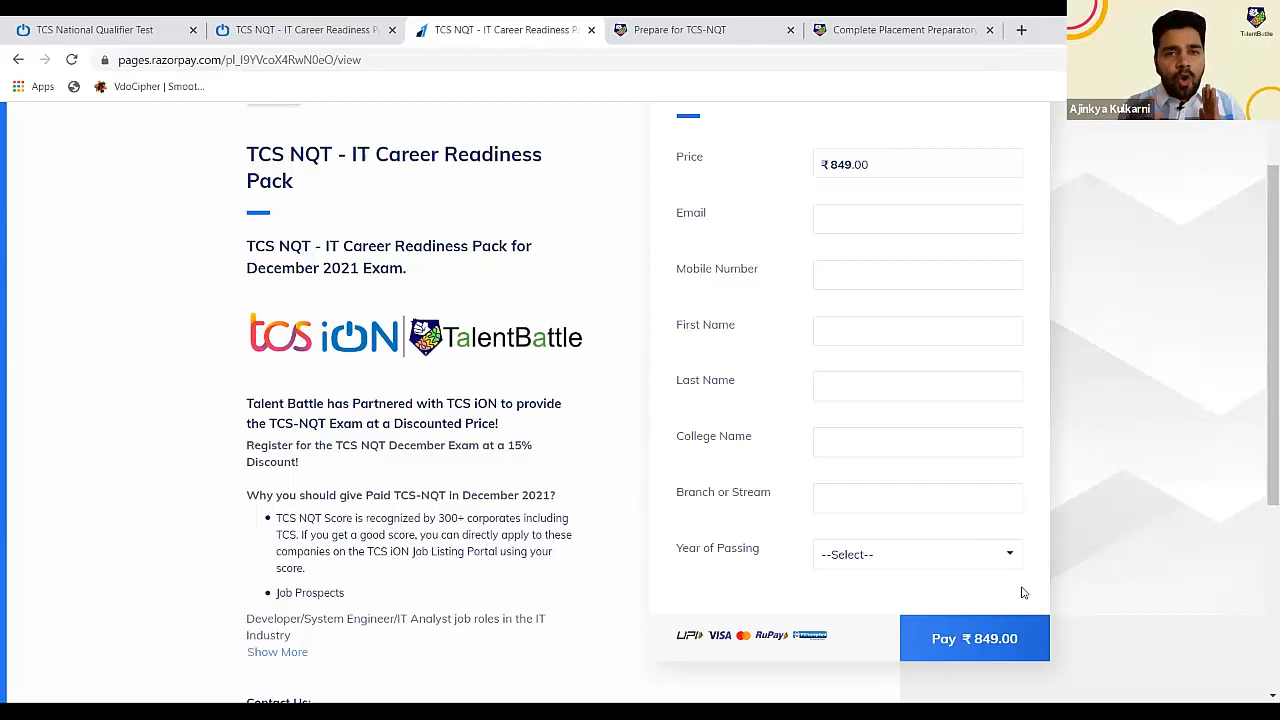 TCS National Qualifier Test
TCS NQT - IT Career Readiness
TCS NQT - IT Career Readiness P
Prepare for TCS-NQT
Complete Placement Preparatory
pages.razorpay.com/pl_I9YVcoX4RwN0eO/view
Apps
VdoCipher | Smoot...
TalentBattle
Ajinkya Kulkarni
TCS NQT - IT Career Readiness
Pack
TCS NQT - IT Career Readiness Pack for
December 2021 Exam.
tcs iON | TalentBattle
Talent Battle has Partnered with TCS iON to provide
the TCS-NQT Exam at a Discounted Price!
Register for the TCS NQT December Exam at a 15%
Discount!
Why you should give Paid TCS-NQT in December 2021?
• TCS NQT Score is recognized by 300+ corporates including
TCS. If you get a good score, you can directly apply to these
companies on the TCS iON Job Listing Portal using your
score.
• Job Prospects
Developer/System Engineer/IT Analyst job roles in the IT
Industry
Show More
Contact Us:
Price
₹ 849.00
Email
Mobile Number
First Name
Last Name
College Name
Branch or Stream
Year of Passing
--Select--
UPI VISA RuPay
Pay ₹ 849.00